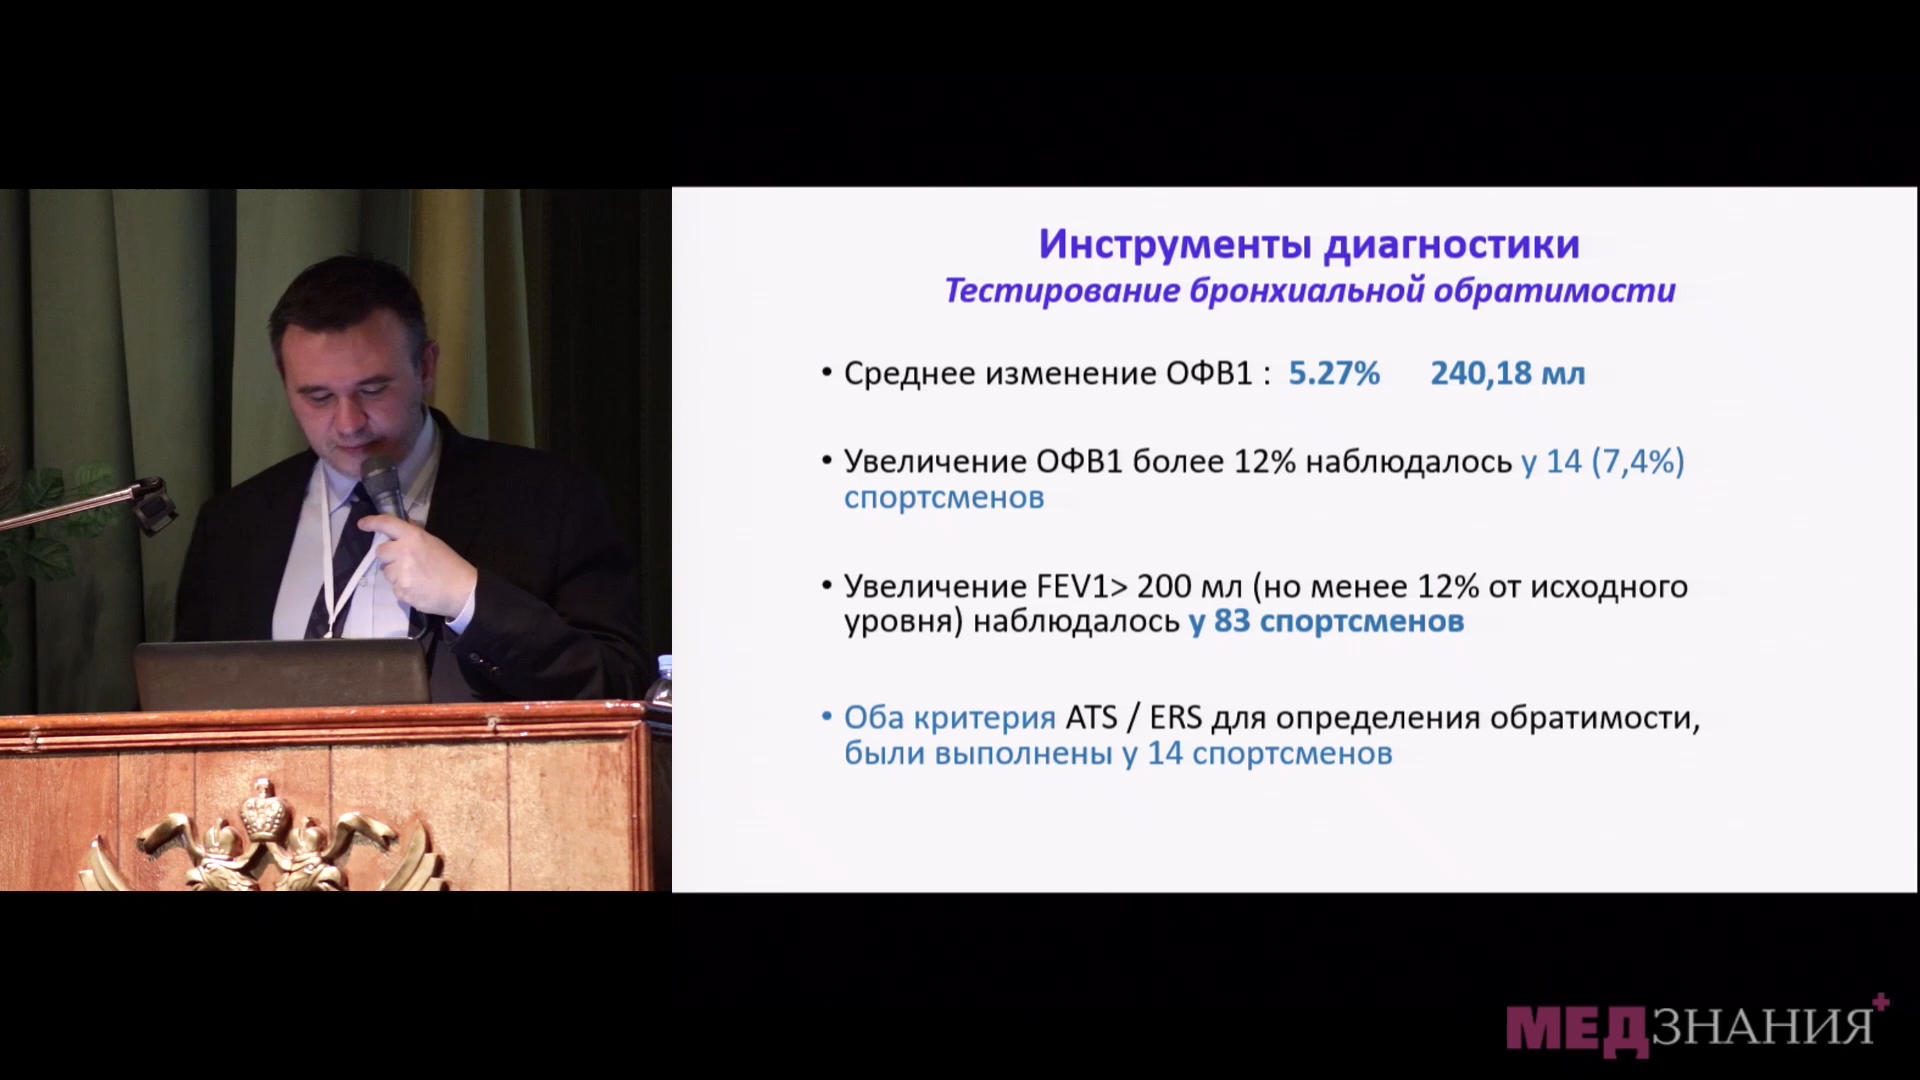 Инструменты диагностики
Тестирование бронхиальной обратимости
• Среднее изменение ОФВ1 : 5.27% 240,18 мл
• Увеличение ОФВ1 более 12% наблюдалось у 14 (7,4%)
спортсменов
• Увеличение FEV1> 200 мл (но менее 12% от исходного
уровня) наблюдалось у 83 спортсменов
• Оба критерия ATS / ERS для определения обратимости,
были выполнены у 14 спортсменов
МЕДЗНАНИЯ+